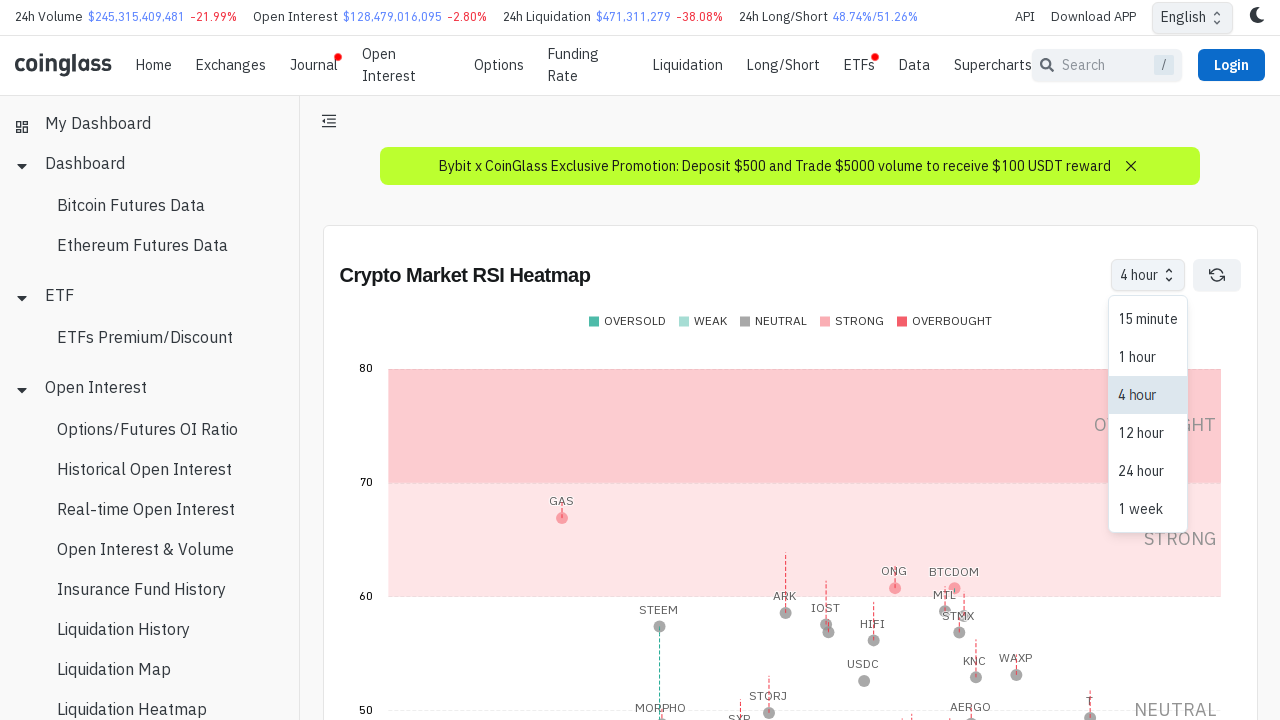 24h Volume $245,315,409,481 -21.99% Open Interest $128,479,016,095 -2.80% 24h Liquidation $471,311,279 -38.08% 24h Long/Short 48.74%/51.26% API Download APP English
coinglass Home Exchanges Journal Open Interest Options Funding Rate Liquidation Long/Short ETFs Data Supercharts Search / Login
My Dashboard
Dashboard
Bitcoin Futures Data
Ethereum Futures Data
ETF
ETFs Premium/Discount
Open Interest
Options/Futures OI Ratio
Historical Open Interest
Real-time Open Interest
Open Interest & Volume
Insurance Fund History
Liquidation History
Liquidation Map
Liquidation Heatmap
Bybit x CoinGlass Exclusive Promotion: Deposit $500 and Trade $5000 volume to receive $100 USDT reward
Crypto Market RSI Heatmap
4 hour
15 minute
1 hour
4 hour
12 hour
24 hour
1 week
OVERSOLD WEAK NEUTRAL STRONG OVERBOUGHT
80
70
GAS
STRONG
ONG BTCDOM
60 ARK MTL
STEEM IOST STMX
HIFI
USDC KNC WAXP
STORJ T
MORPHO AERGO
50 NEUTRAL